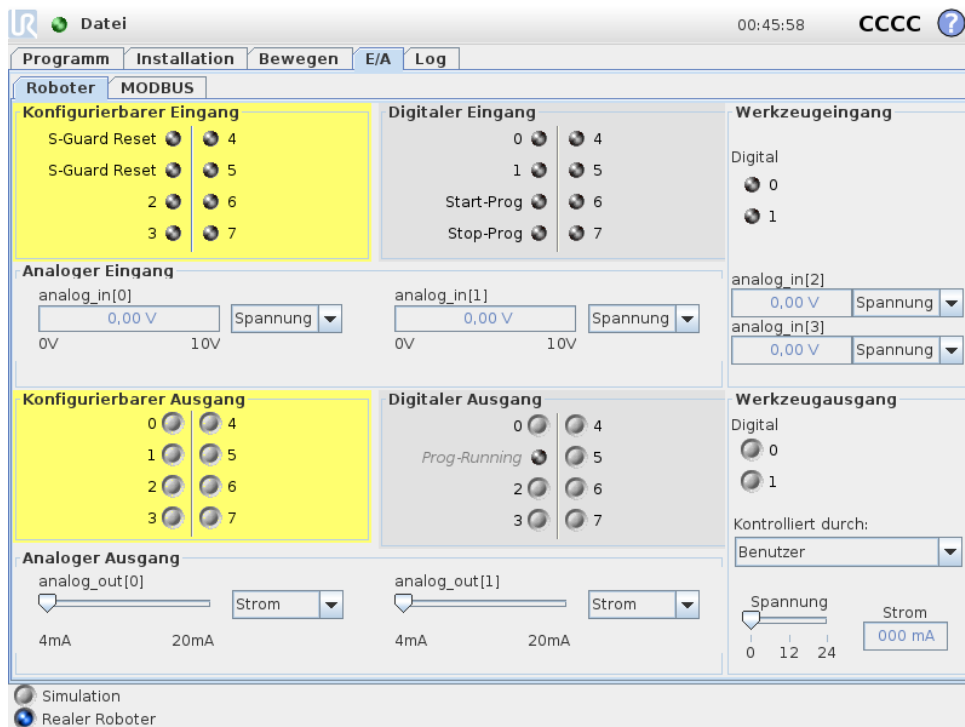 UR Datei 00:45:58 CCCC ?
Programm Installation Bewegen E/A Log
Roboter MODBUS
Konfigurierbarer Eingang
S-Guard Reset 4
S-Guard Reset 5
2 6
3 7
Digitaler Eingang
0 4
1 5
Start-Prog 6
Stop-Prog 7
Werkzeugeingang
Digital
0
1
analog_in[2]
0,00 V Spannung
analog_in[3]
0,00 V Spannung
Analoger Eingang
analog_in[0]
0,00 V Spannung
0V 10V
analog_in[1]
0,00 V Spannung
0V 10V
Konfigurierbarer Ausgang
0 4
1 5
2 6
3 7
Digitaler Ausgang
0 4
Prog-Running 5
2 6
3 7
Werkzeugausgang
Digital
0
1
Kontrolliert durch:
Benutzer
Spannung
0 12 24
Strom
000 mA
Analoger Ausgang
analog_out[0]
Strom
4mA 20mA
analog_out[1]
Strom
4mA 20mA
Simulation
Realer Roboter